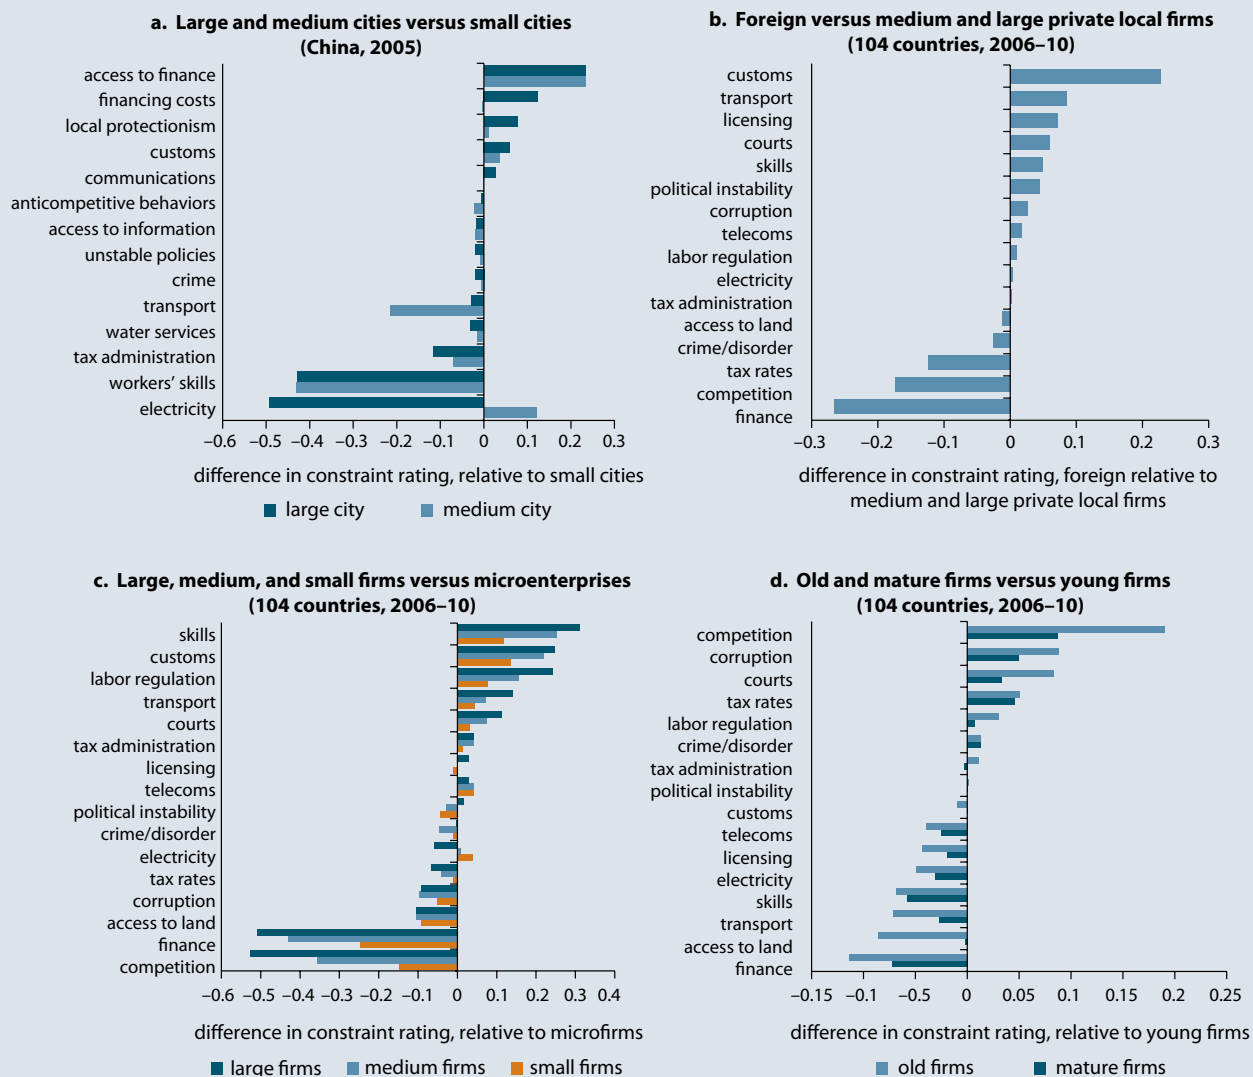 a. Large and medium cities versus small cities
(China, 2005)
access to finance
financing costs
local protectionism
customs
communications
anticompetitive behaviors
access to information
unstable policies
crime
transport
water services
tax administration
workers’ skills
electricity
–0.6 –0.5 –0.4 –0.3 –0.2 –0.1 0 0.1 0.2 0.3
difference in constraint rating, relative to small cities
large city medium city
b. Foreign versus medium and large private local firms
(104 countries, 2006–10)
customs
transport
licensing
courts
skills
political instability
corruption
telecoms
labor regulation
electricity
tax administration
access to land
crime/disorder
tax rates
competition
finance
–0.3 –0.2 –0.1 0 0.1 0.2 0.3
difference in constraint rating, foreign relative to
medium and large private local firms
c. Large, medium, and small firms versus microenterprises
(104 countries, 2006–10)
skills
customs
labor regulation
transport
courts
tax administration
licensing
telecoms
political instability
crime/disorder
electricity
tax rates
corruption
access to land
finance
competition
–0.6 –0.5 –0.4 –0.3 –0.2 –0.1 0 0.1 0.2 0.3 0.4
difference in constraint rating, relative to microfirms
large firms medium firms small firms
d. Old and mature firms versus young firms
(104 countries, 2006–10)
competition
corruption
courts
tax rates
labor regulation
crime/disorder
tax administration
political instability
customs
telecoms
licensing
electricity
skills
transport
access to land
finance
–0.15 –0.1 –0.5 0 0.05 0.1 0.15 0.2 0.25
difference in constraint rating, relative to young firms
old firms mature firms